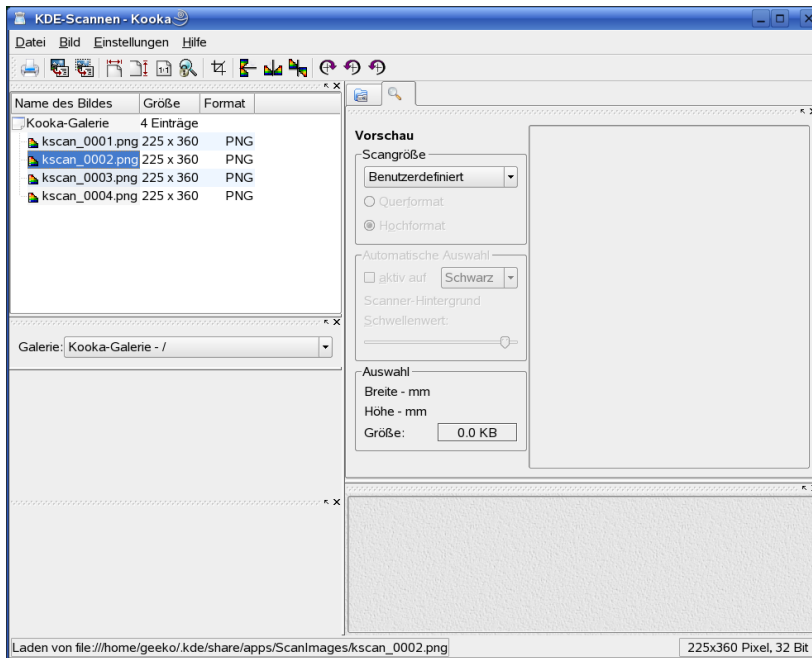 KDE-Scannen - Kooka
Datei Bild Einstellungen Hilfe
Name des Bildes Größe Format
Kooka-Galerie 4 Einträge
kscan_0001.png 225 x 360 PNG
kscan_0002.png 225 x 360 PNG
kscan_0003.png 225 x 360 PNG
kscan_0004.png 225 x 360 PNG
Galerie: Kooka-Galerie - /
Vorschau
Scangröße
Benutzerdefiniert
Querformat
Hochformat
Automatische Auswahl
aktiv auf Schwarz
Scanner-Hintergrund
Schwellenwert:
Auswahl
Breite - mm
Höhe - mm
Größe: 0.0 KB
Laden von file:///home/geeko/.kde/share/apps/ScanImages/kscan_0002.png
225x360 Pixel, 32 Bit